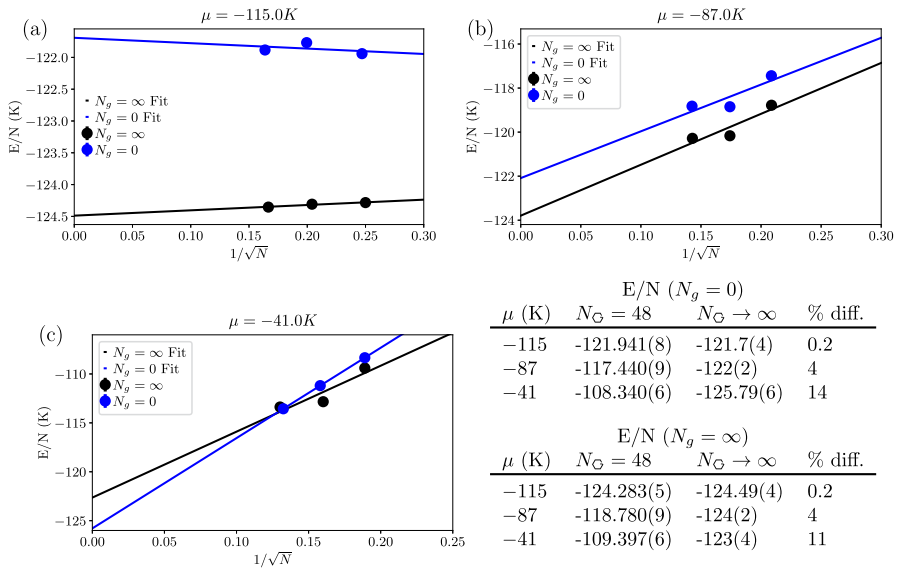 (a)
μ = −115.0K
E/N (K)
−122.0
−122.5
−123.0
−123.5
−124.0
−124.5
N_g = ∞ Fit
N_g = 0 Fit
N_g = ∞
N_g = 0
0.00 0.05 0.10 0.15 0.20 0.25 0.30
1/√N
(b)
μ = −87.0K
E/N (K)
−116
−118
−120
−122
−124
N_g = ∞ Fit
N_g = 0 Fit
N_g = ∞
N_g = 0
0.00 0.05 0.10 0.15 0.20 0.25 0.30
1/√N
(c)
μ = −41.0K
E/N (K)
−110
−115
−120
−125
N_g = ∞ Fit
N_g = 0 Fit
N_g = ∞
N_g = 0
0.00 0.05 0.10 0.15 0.20 0.25
1/√N
E/N (N_g = 0)
μ (K) N_⌬ = 48 N_⌬ → ∞ % diff.
−115 -121.941(8) -121.7(4) 0.2
−87 -117.440(9) -122(2) 4
−41 -108.340(6) -125.79(6) 14
E/N (N_g = ∞)
μ (K) N_⌬ = 48 N_⌬ → ∞ % diff.
−115 -124.283(5) -124.49(4) 0.2
−87 -118.780(9) -124(2) 4
−41 -109.397(6) -123(4) 11